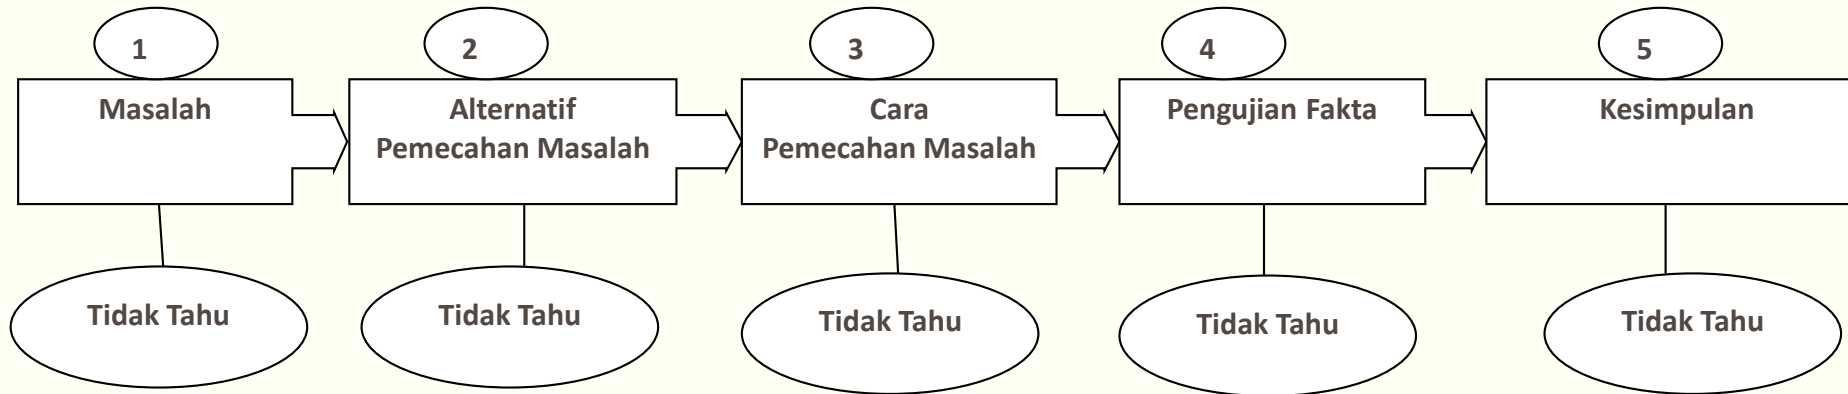 1
2
3
4
5
Masalah
Alternatif
Pemecahan Masalah
Cara
Pemecahan Masalah
Pengujian Fakta
Kesimpulan
Tidak Tahu
Tidak Tahu
Tidak Tahu
Tidak Tahu
Tidak Tahu